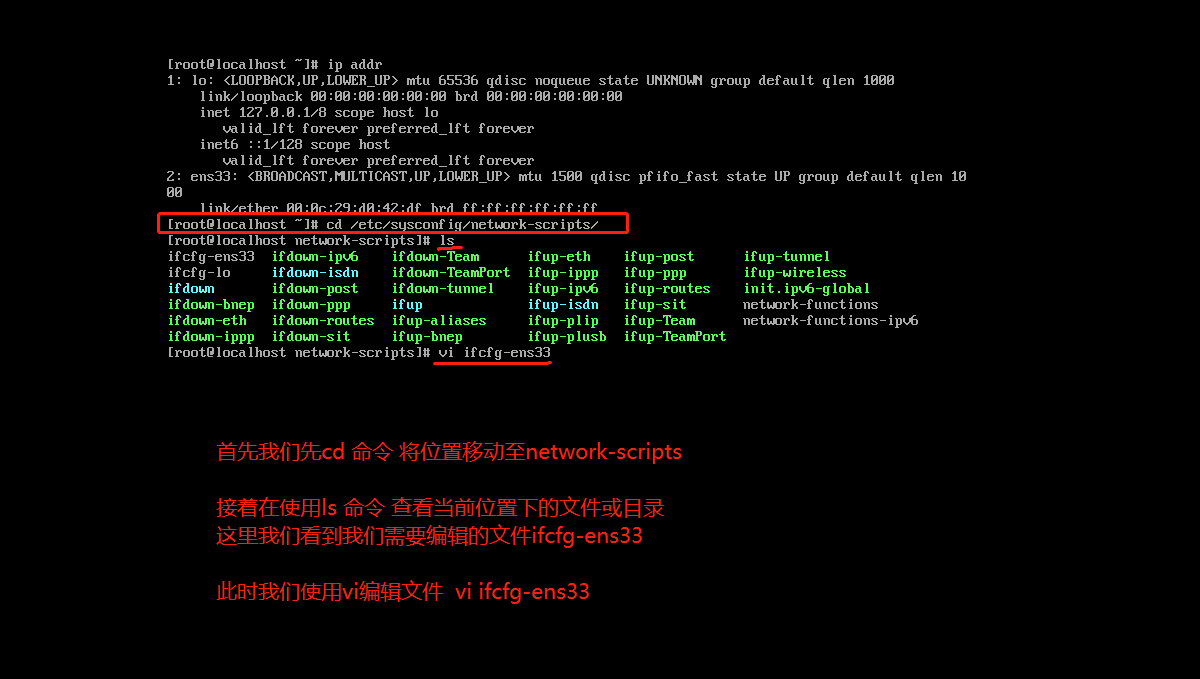 [root@localhost ~]# ip addr
1: lo: <LOOPBACK,UP,LOWER_UP> mtu 65536 qdisc noqueue state UNKNOWN group default qlen 1000
link/loopback 00:00:00:00:00:00 brd 00:00:00:00:00:00
inet 127.0.0.1/8 scope host lo
valid_lft forever preferred_lft forever
inet6 ::1/128 scope host
valid_lft forever preferred_lft forever
2: ens33: <BROADCAST,MULTICAST,UP,LOWER_UP> mtu 1500 qdisc pfifo_fast state UP group default qlen 10
00
link/ether 00:0c:29:d0:42:df brd ff:ff:ff:ff:ff:ff
[root@localhost ~]# cd /etc/sysconfig/network-scripts/
[root@localhost network-scripts]# ls
ifcfg-ens33 ifdown-ipv6 ifdown-Team ifup-eth ifup-post ifup-tunnel
ifcfg-lo ifdown-isdn ifdown-TeamPort ifup-ippp ifup-ppp ifup-wireless
ifdown ifdown-post ifdown-tunnel ifup-ipv6 ifup-routes init.ipv6-global
ifdown-bnep ifdown-ppp ifup ifup-isdn ifup-sit network-functions
ifdown-eth ifdown-routes ifup-aliases ifup-plip ifup-Team network-functions-ipv6
ifdown-ippp ifdown-sit ifup-bnep ifup-plusb ifup-TeamPort
[root@localhost network-scripts]# vi ifcfg-ens33
首先我们先cd 命令 将位置移动至network-scripts
接着在使用ls 命令 查看当前位置下的文件或目录
这里我们看到我们需要编辑的文件ifcfg-ens33
此时我们使用vi编辑文件 vi ifcfg-ens33